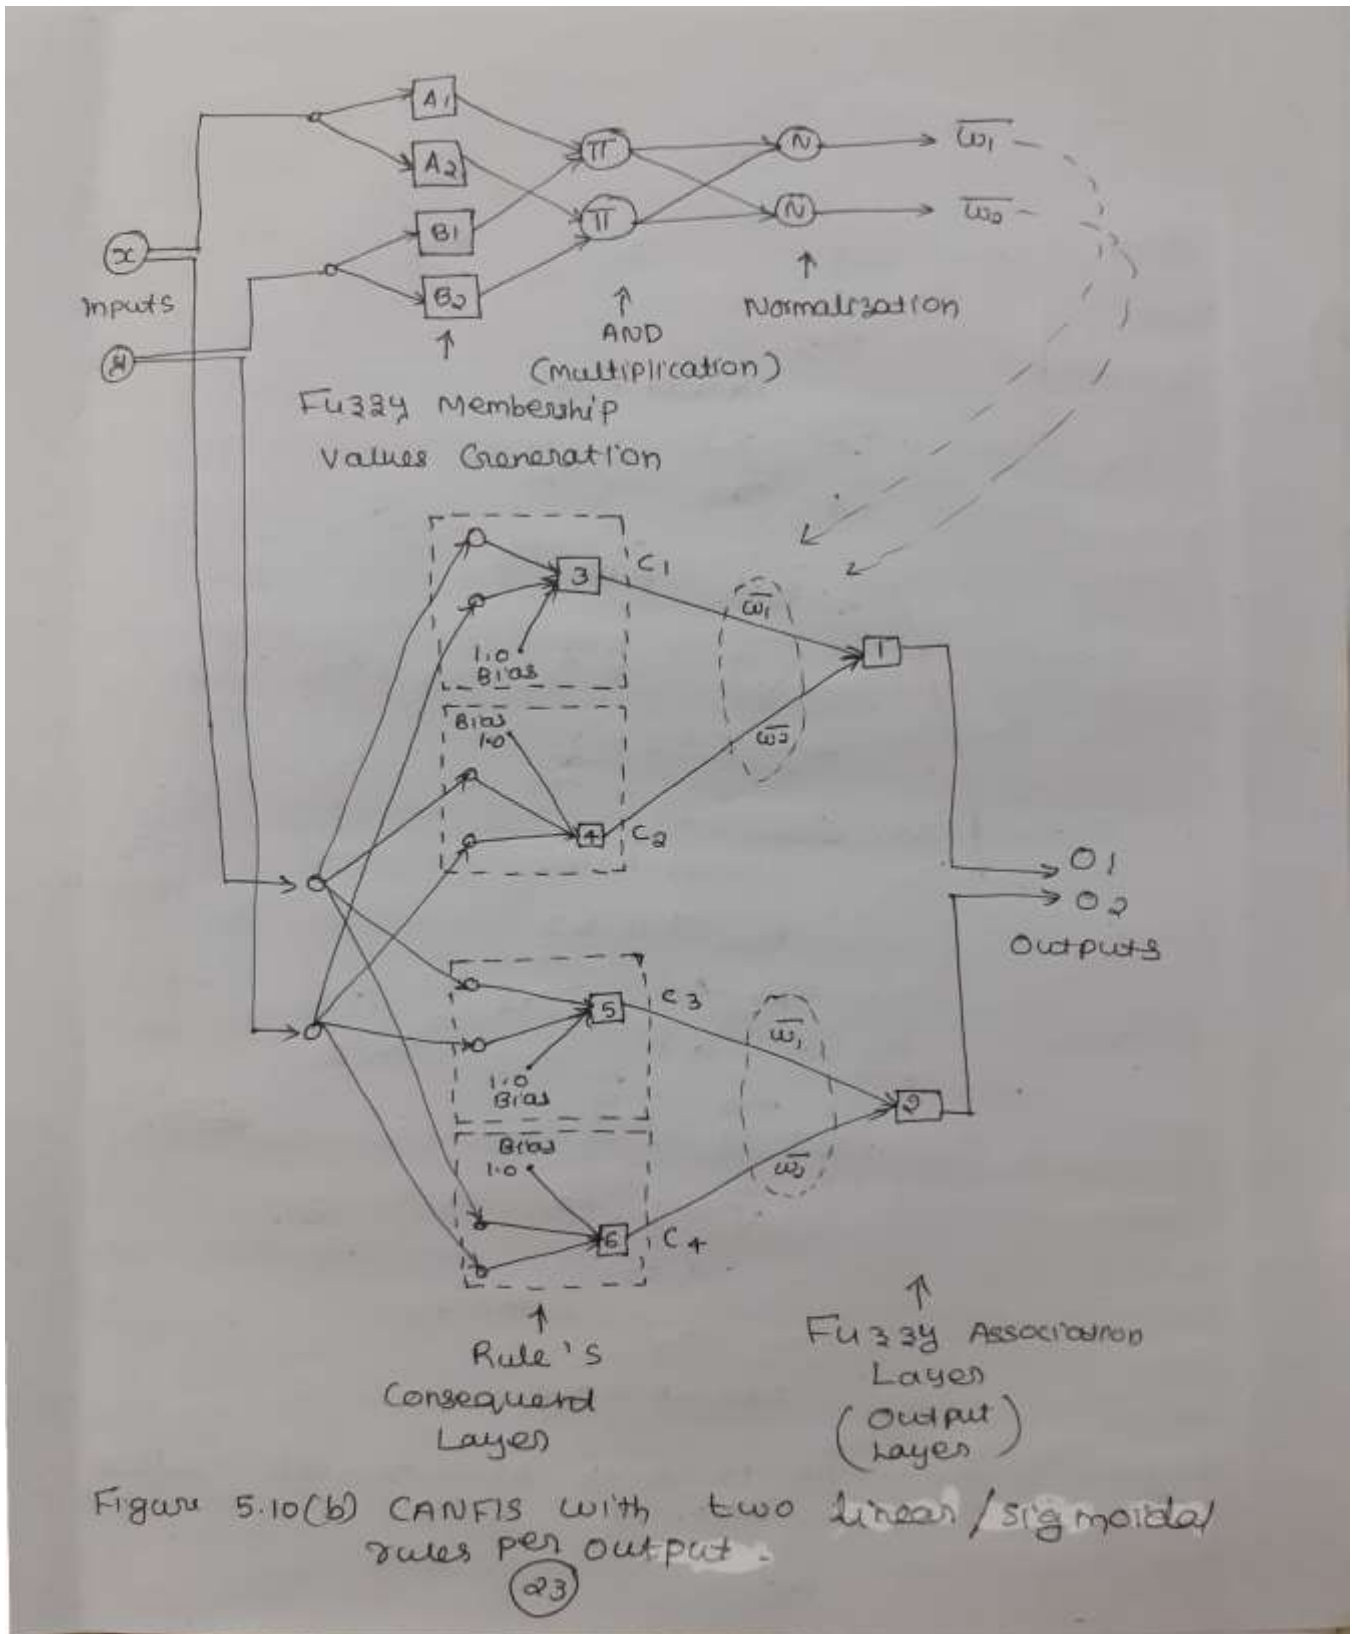 A1
A2
B1
B2
Π
Π
N
N
ω̅1
ω̅2
x
Inputs
y
AND
(multiplication)
Normalization
Fuzzy Membership
Values Generation
3
C1
1.0
Bias
Bias
1.0
4
C2
ω̅1
ω̅2
1
O1
O2
Outputs
5
C3
1.0
Bias
Bias
1.0
6
C4
ω̅1
ω̅2
2
Rule's
Consequent
Layer
Fuzzy Association
Layer
(Output
Layer)
Figure 5.10(b) CANFIS with two linear/sigmoidal
rules per output.
23